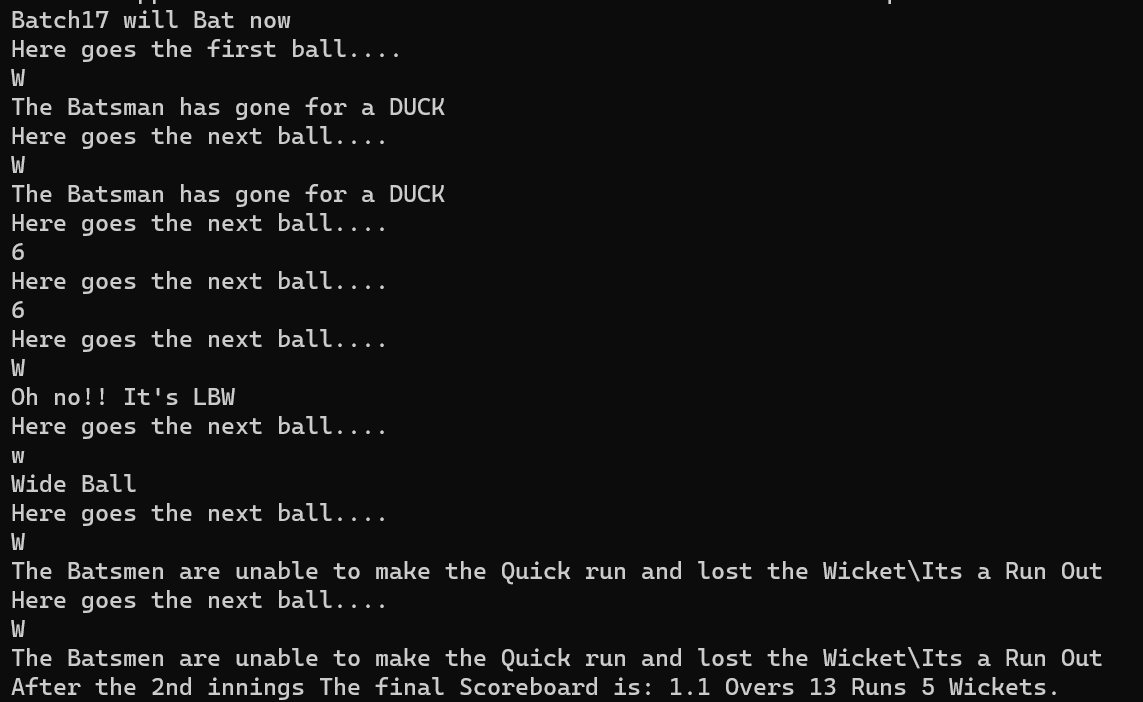 Batch17 will Bat now
Here goes the first ball....
W
The Batsman has gone for a DUCK
Here goes the next ball....
W
The Batsman has gone for a DUCK
Here goes the next ball....
6
Here goes the next ball....
6
Here goes the next ball....
W
Oh no!! It's LBW
Here goes the next ball....
w
Wide Ball
Here goes the next ball....
W
The Batsmen are unable to make the Quick run and lost the Wicket\Its a Run Out
Here goes the next ball....
W
The Batsmen are unable to make the Quick run and lost the Wicket\Its a Run Out
After the 2nd innings The final Scoreboard is: 1.1 Overs 13 Runs 5 Wickets.